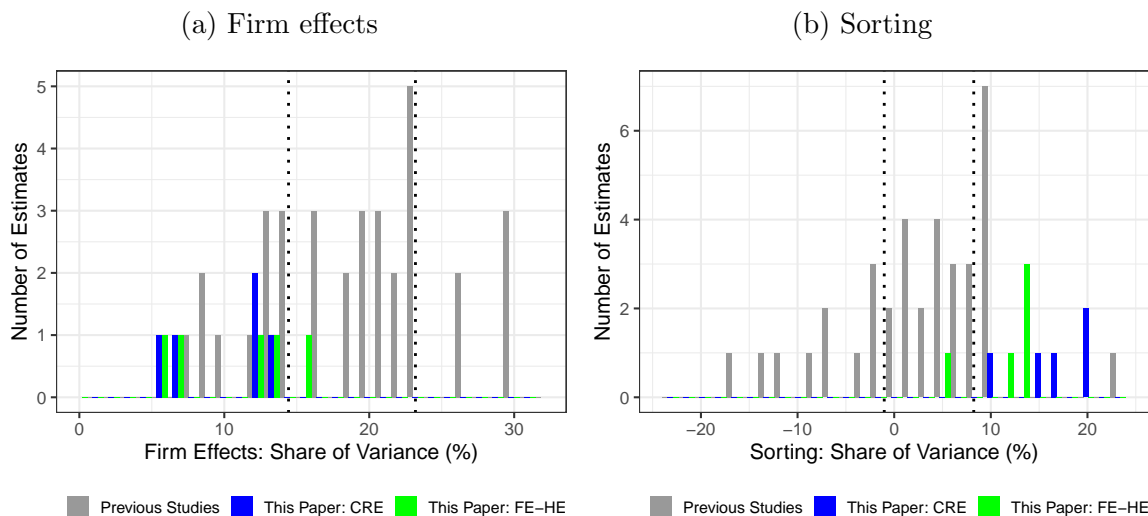 (a) Firm effects
Number of Estimates
5
4
3
2
1
0
0 10 20 30
Firm Effects: Share of Variance (%)
Previous Studies This Paper: CRE This Paper: FE−HE
(b) Sorting
Number of Estimates
6
4
2
0
−20 −10 0 10 20
Sorting: Share of Variance (%)
Previous Studies This Paper: CRE This Paper: FE−HE